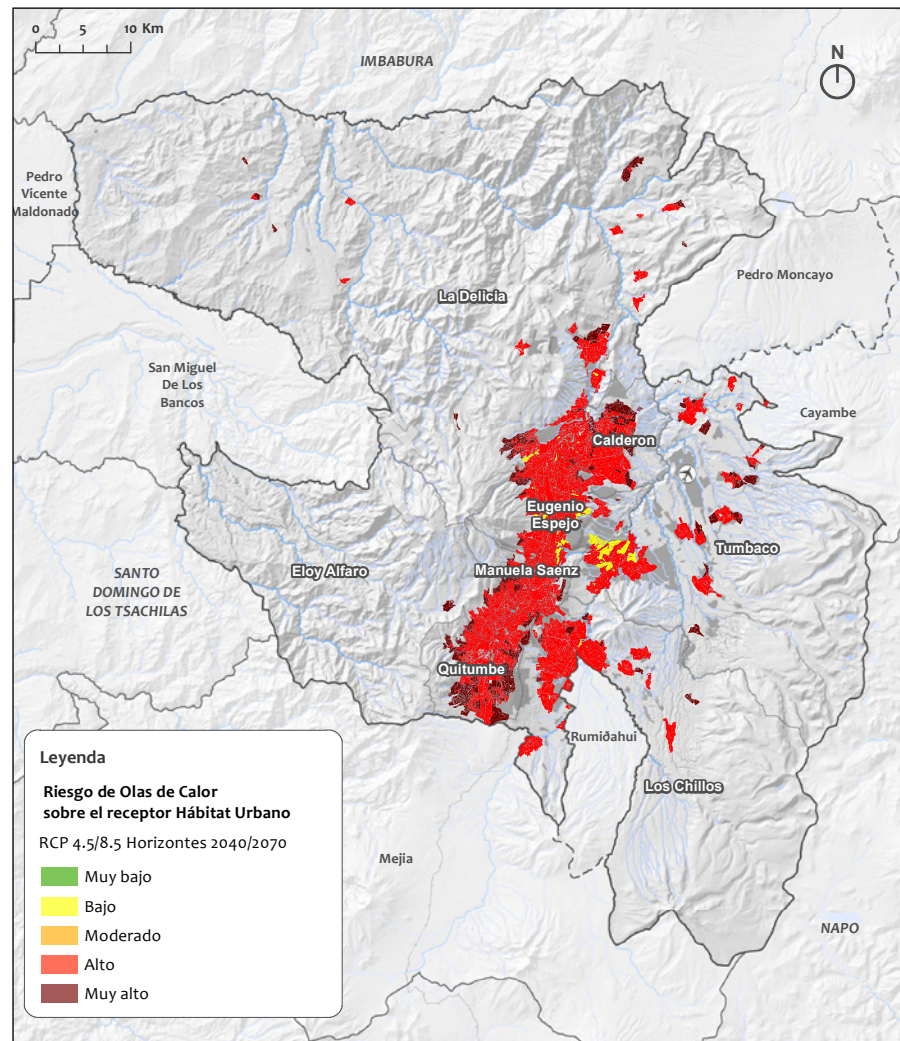 0 5 10 Km
N
IMBABURA
Pedro
Vicente
Maldonado
La Delicia
Pedro Moncayo
San Miguel
De Los
Bancos
Cayambe
Calderon
Eugenio
Espejo
Tumbaco
Manuela Saenz
Eloy Alfaro
SANTO
DOMINGO DE
LOS TSACHILAS
Quitumbe
Rumiðahui
Los Chillos
Mejia
NAPO
Leyenda
Riesgo de Olas de Calor
sobre el receptor Hábitat Urbano
RCP 4.5/8.5 Horizontes 2040/2070
Muy bajo
Bajo
Moderado
Alto
Muy alto